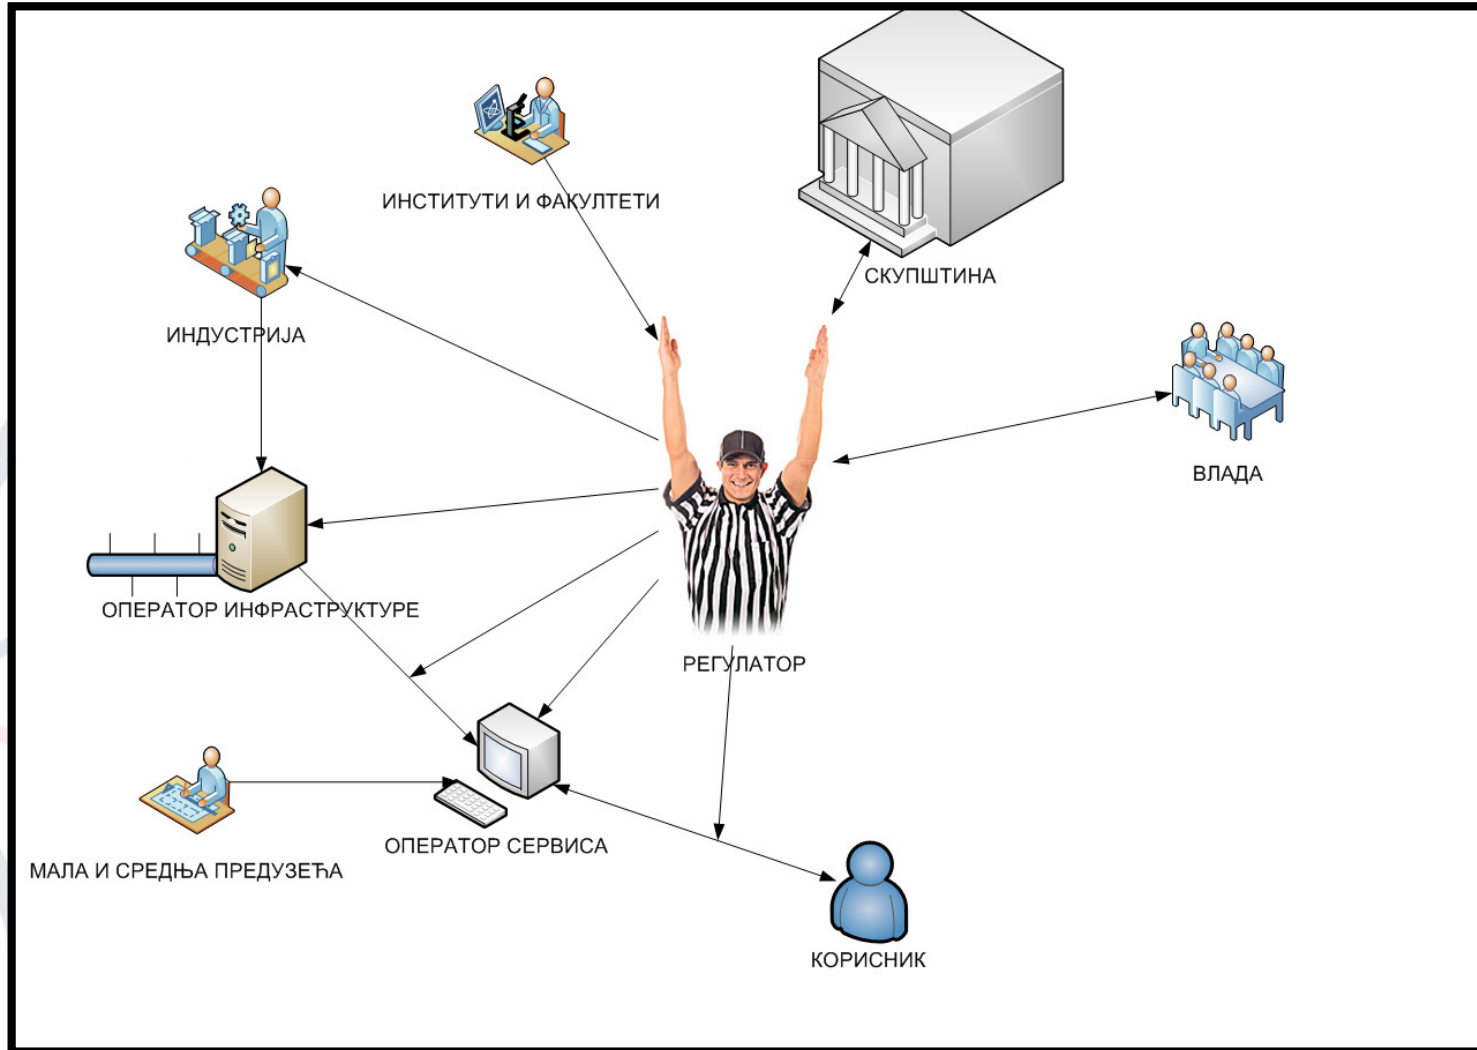 ИНСТИТУТИ И ФАКУЛТЕТИ
СКУПШТИНА
ИНДУСТРИЈА
ВЛАДА
ОПЕРАТОР ИНФРАСТРУКТУРЕ
РЕГУЛАТОР
ОПЕРАТОР СЕРВИСА
МАЛА И СРЕДЊА ПРЕДУЗЕЋА
КОРИСНИК